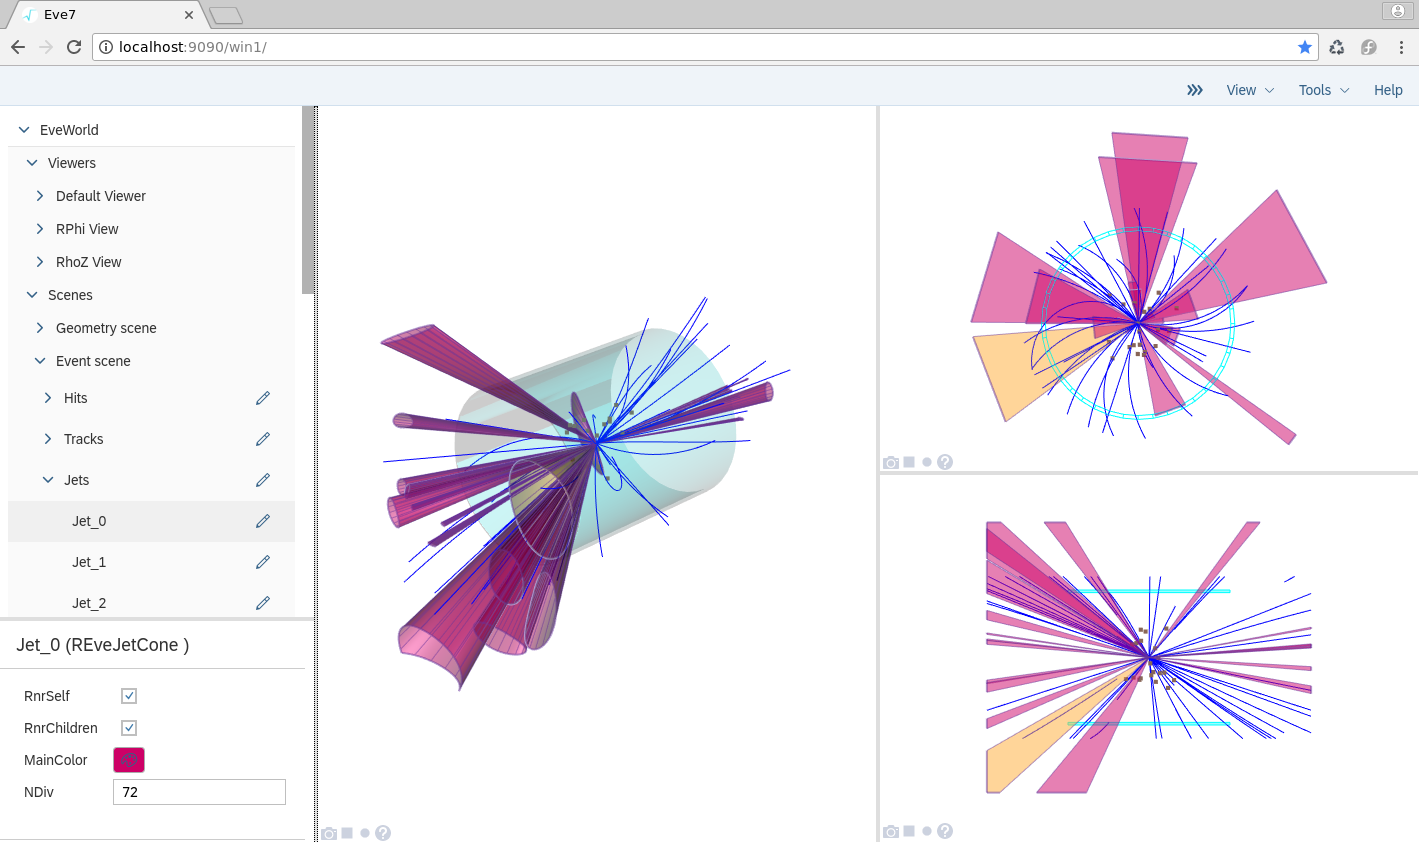 Eve7
localhost:9090/win1/
View Tools Help
EveWorld
Viewers
Default Viewer
RPhi View
RhoZ View
Scenes
Geometry scene
Event scene
Hits
Tracks
Jets
Jet_0
Jet_1
Jet_2
Jet_0 (REveJetCone )
RnrSelf
RnrChildren
MainColor
NDiv 72